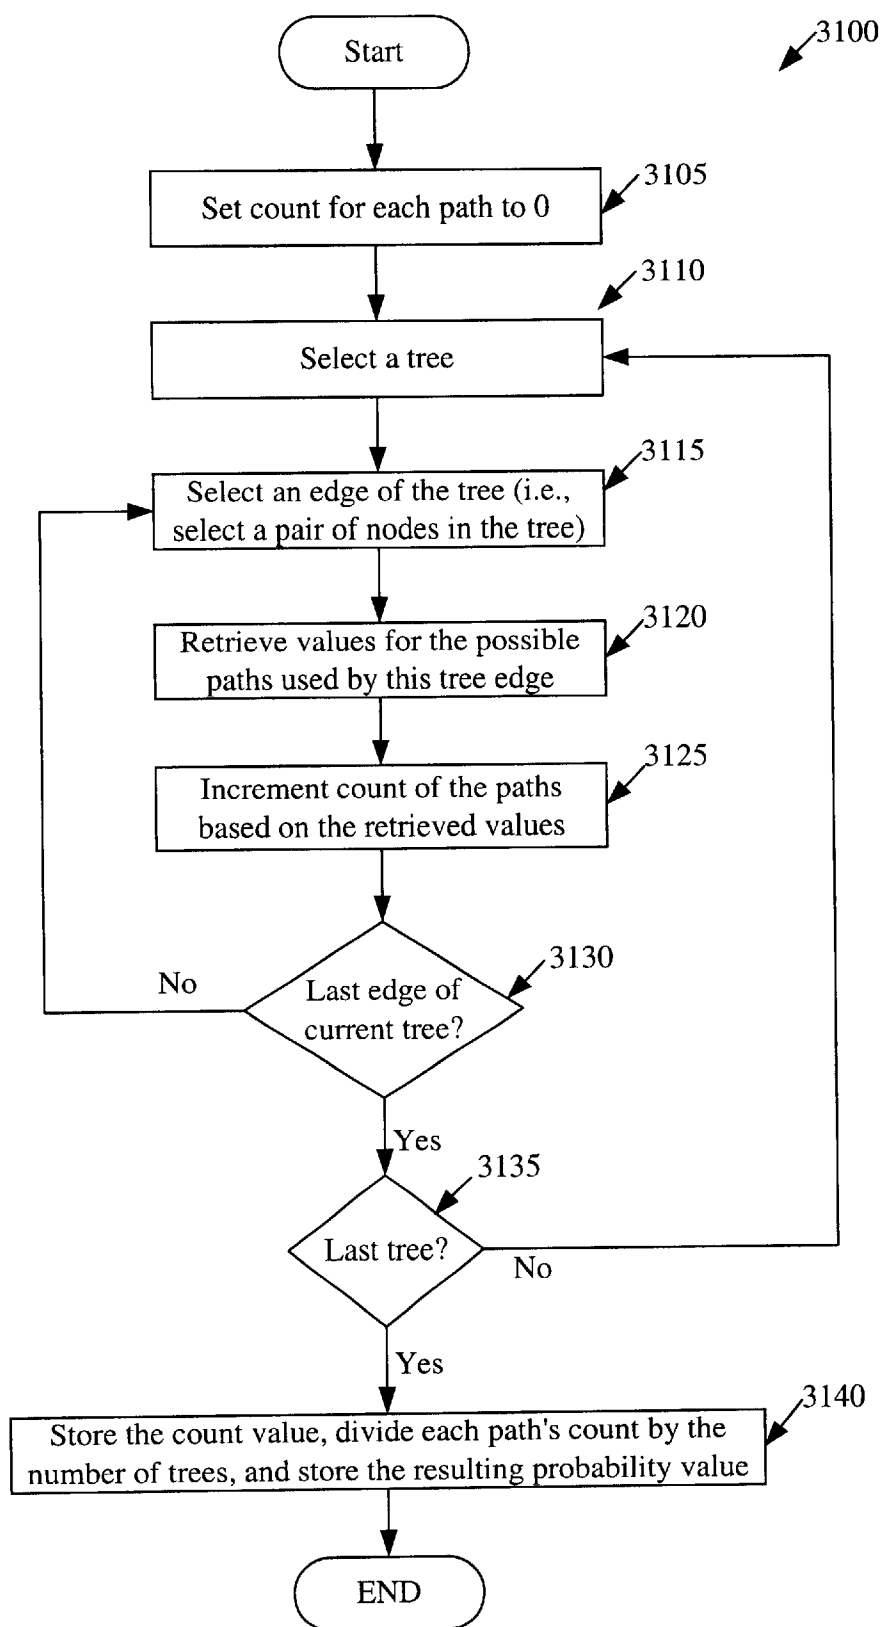 Start
3100
3105
Set count for each path to 0
3110
Select a tree
3115
Select an edge of the tree (i.e.,
select a pair of nodes in the tree)
3120
Retrieve values for the possible
paths used by this tree edge
3125
Increment count of the paths
based on the retrieved values
3130
No
Last edge of
current tree?
Yes
3135
Last tree?
No
Yes
3140
Store the count value, divide each path's count by the
number of trees, and store the resulting probability value
END